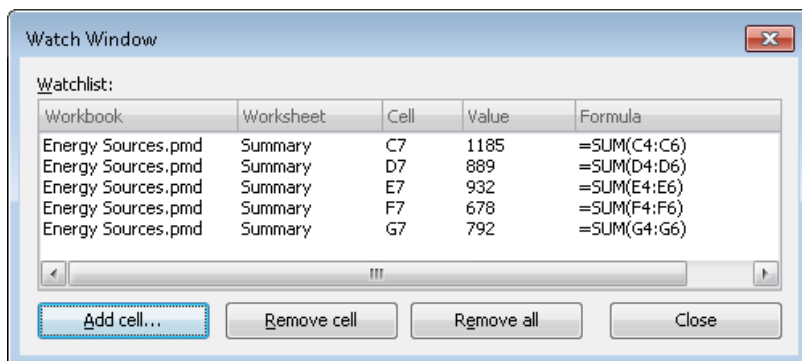 Watch Window
Watchlist:
Workbook Worksheet Cell Value Formula
Energy Sources.pmd Summary C7 1185 =SUM(C4:C6)
Energy Sources.pmd Summary D7 889 =SUM(D4:D6)
Energy Sources.pmd Summary E7 932 =SUM(E4:E6)
Energy Sources.pmd Summary F7 678 =SUM(F4:F6)
Energy Sources.pmd Summary G7 792 =SUM(G4:G6)
Add cell... Remove cell Remove all Close